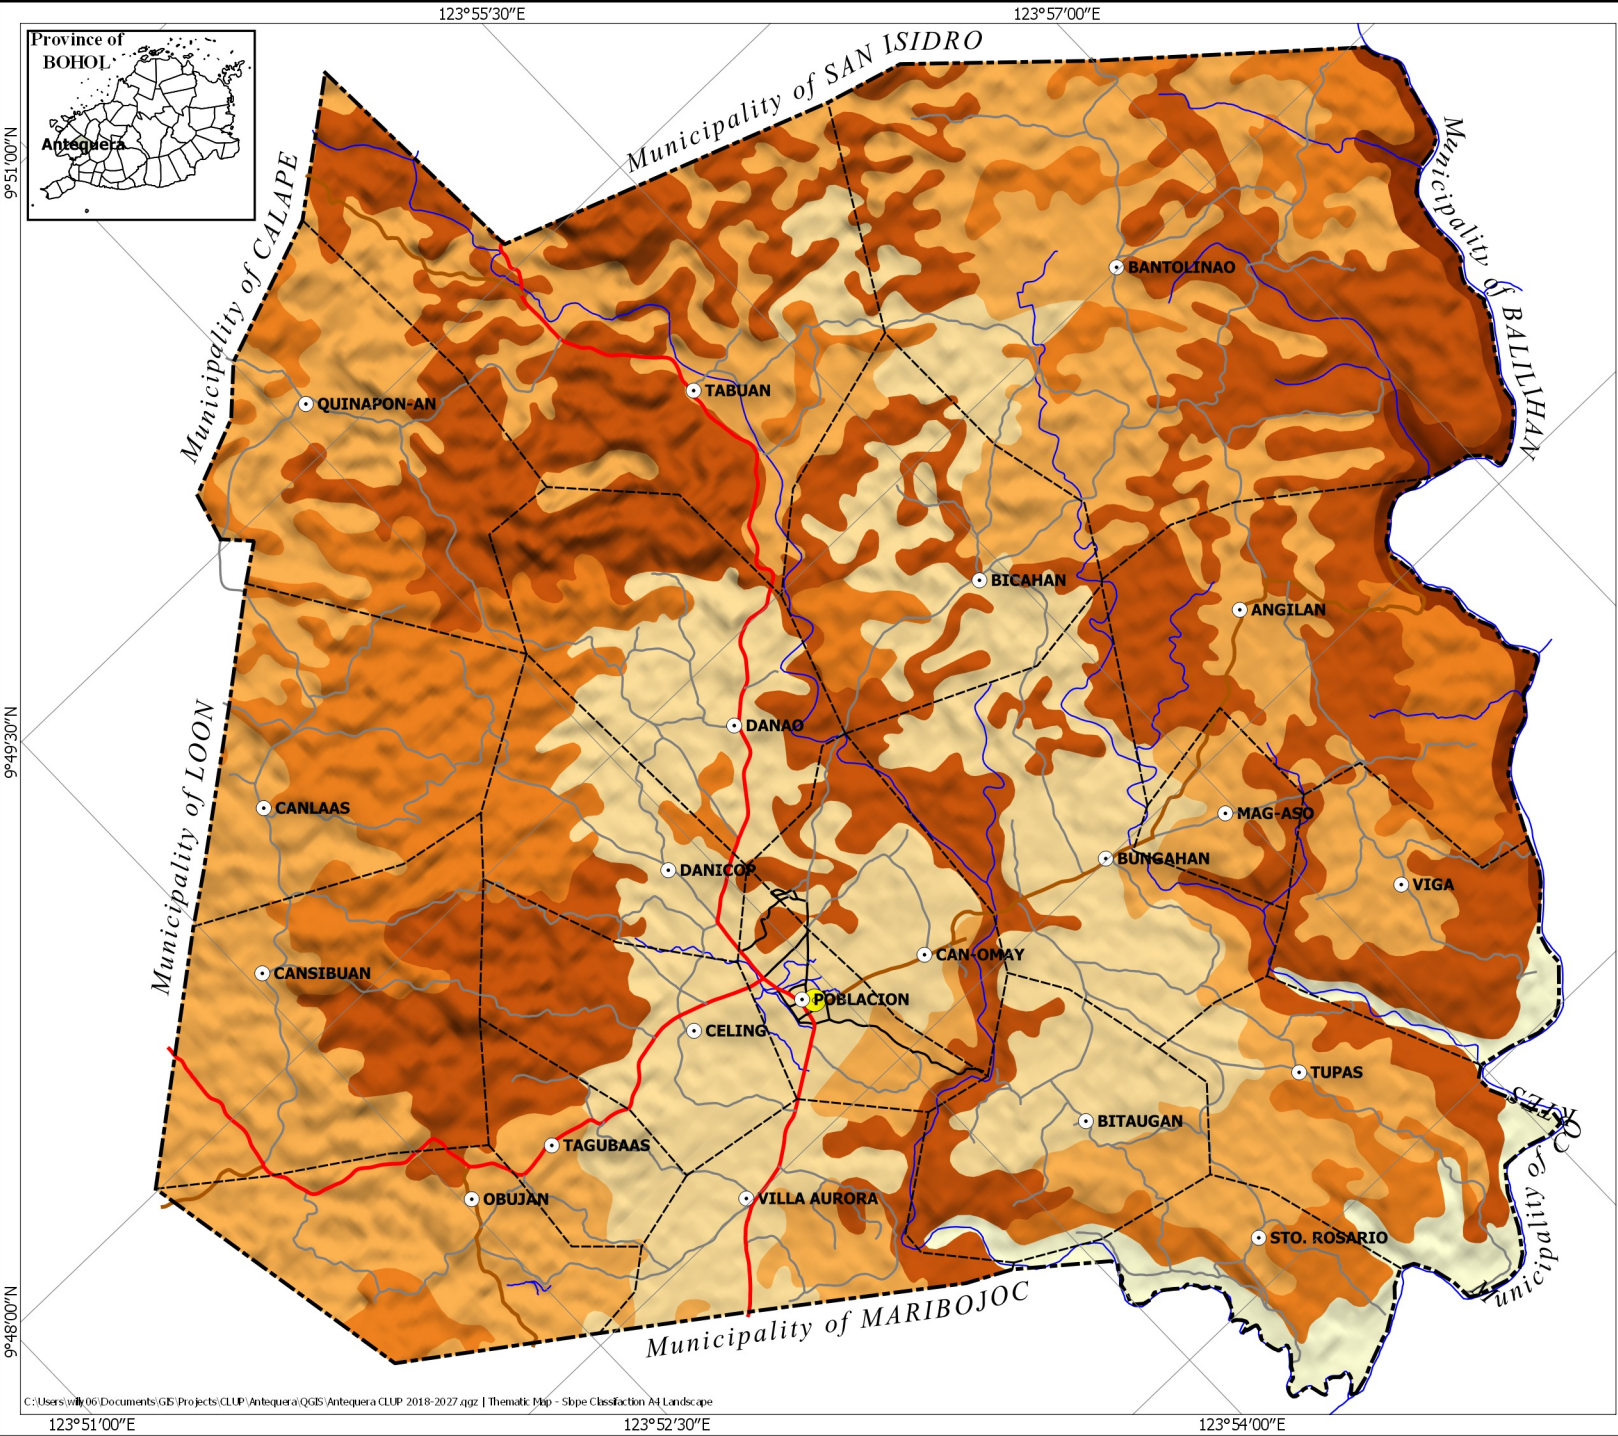 123°55'30"E
123°57'00"E
Province of
BOHOL
Antequera
9°51'00"N
9°49'30"N
9°48'00"N
Municipality of SAN ISIDRO
Municipality of CALAPE
Municipality of BALILIHAN
Municipality of LOON
Municipality of CORTES
Municipality of MARIBOJOC
BANTOLINAO
TABUAN
QUINAPON-AN
BICAHAN
ANGILAN
DANAO
CANLAAS
MAG-ASO
BUNGAHAN
DANICOP
VIGA
CAN-OMAY
CANSIBUAN
POBLACION
CELING
TUPAS
BITAUGAN
TAGUBAAS
OBUJAN
VILLA AURORA
STO. ROSARIO
C:\Users\willy06\Documents\GIS\Projects\CLUP\Antequera\QGIS\Antequera CLUP 2018-2027.qgz | Thematic Map - Slope Classifaction A4 Landscape
123°51'00"E
123°52'30"E
123°54'00"E